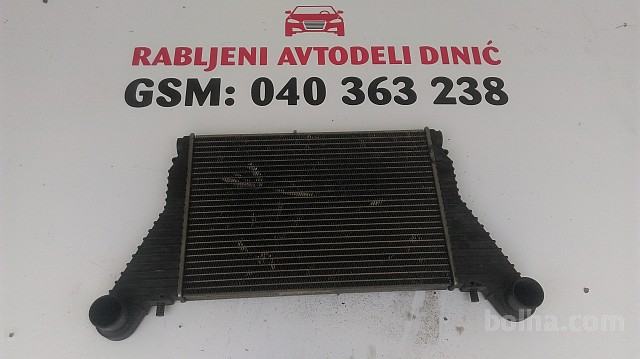 RABLJENI AVTODELI DINIĆ
GSM: 040 363 238
bolha.com